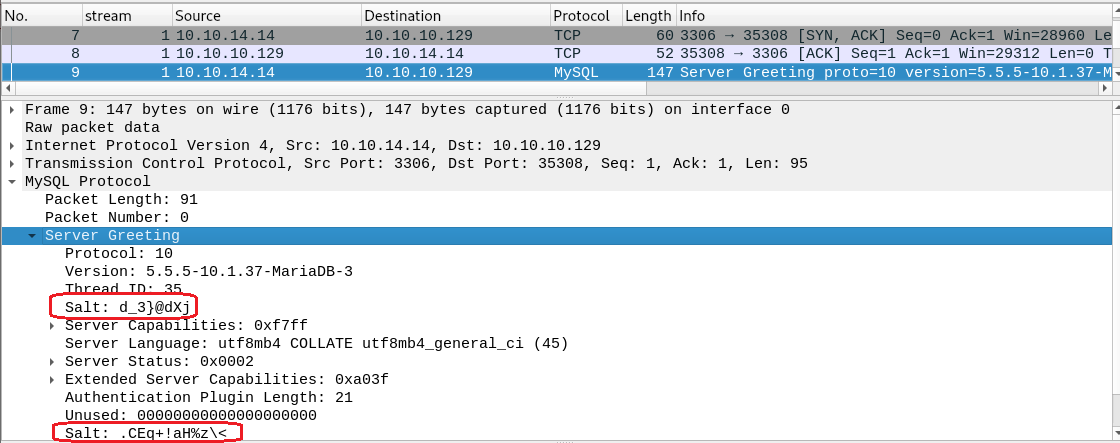 No. stream Source Destination Protocol Length Info
7 1 10.10.14.14 10.10.10.129 TCP 60 3306 → 35308 [SYN, ACK] Seq=0 Ack=1 Win=28960 Le
8 1 10.10.10.129 10.10.14.14 TCP 52 35308 → 3306 [ACK] Seq=1 Ack=1 Win=29312 Len=0 T
9 1 10.10.14.14 10.10.10.129 MySQL 147 Server Greeting proto=10 version=5.5.5-10.1.37-M
Frame 9: 147 bytes on wire (1176 bits), 147 bytes captured (1176 bits) on interface 0
Raw packet data
Internet Protocol Version 4, Src: 10.10.14.14, Dst: 10.10.10.129
Transmission Control Protocol, Src Port: 3306, Dst Port: 35308, Seq: 1, Ack: 1, Len: 95
MySQL Protocol
Packet Length: 91
Packet Number: 0
Server Greeting
Protocol: 10
Version: 5.5.5-10.1.37-MariaDB-3
Thread ID: 35
Salt: d_3}@dXj
Server Capabilities: 0xf7ff
Server Language: utf8mb4 COLLATE utf8mb4_general_ci (45)
Server Status: 0x0002
Extended Server Capabilities: 0xa03f
Authentication Plugin Length: 21
Unused: 00000000000000000000
Salt: .CEq+!aH%z\<